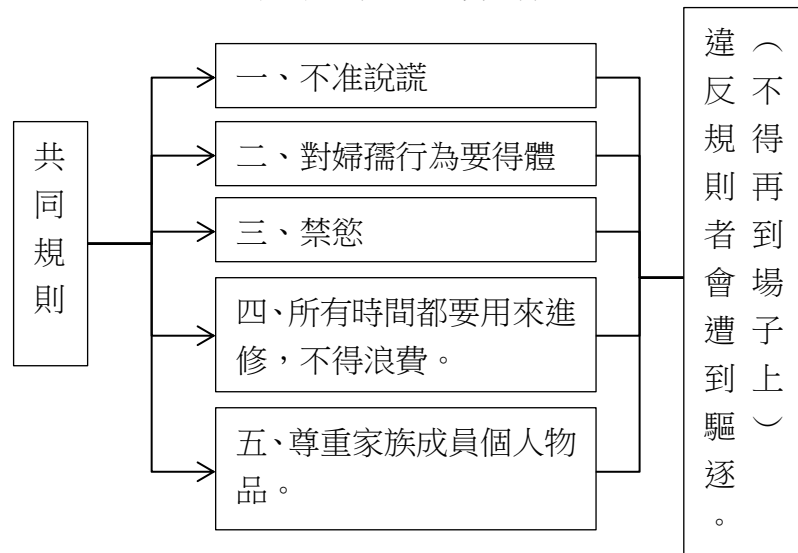 共同規則
一、不准說謊
二、對婦孺行為要得體
三、禁慾
四、所有時間都要用來進
修，不得浪費。
五、尊重家族成員個人物
品。
違反規則者會遭到驅逐。
（不得再到場子上）